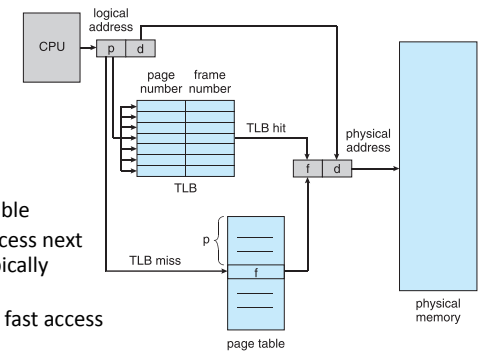 logical
address
CPU
p d
page number
frame number
TLB hit
physical
address
f d
TLB
ble
cess next
p
TLB miss
pically
f
fast access
physical
memory
page table